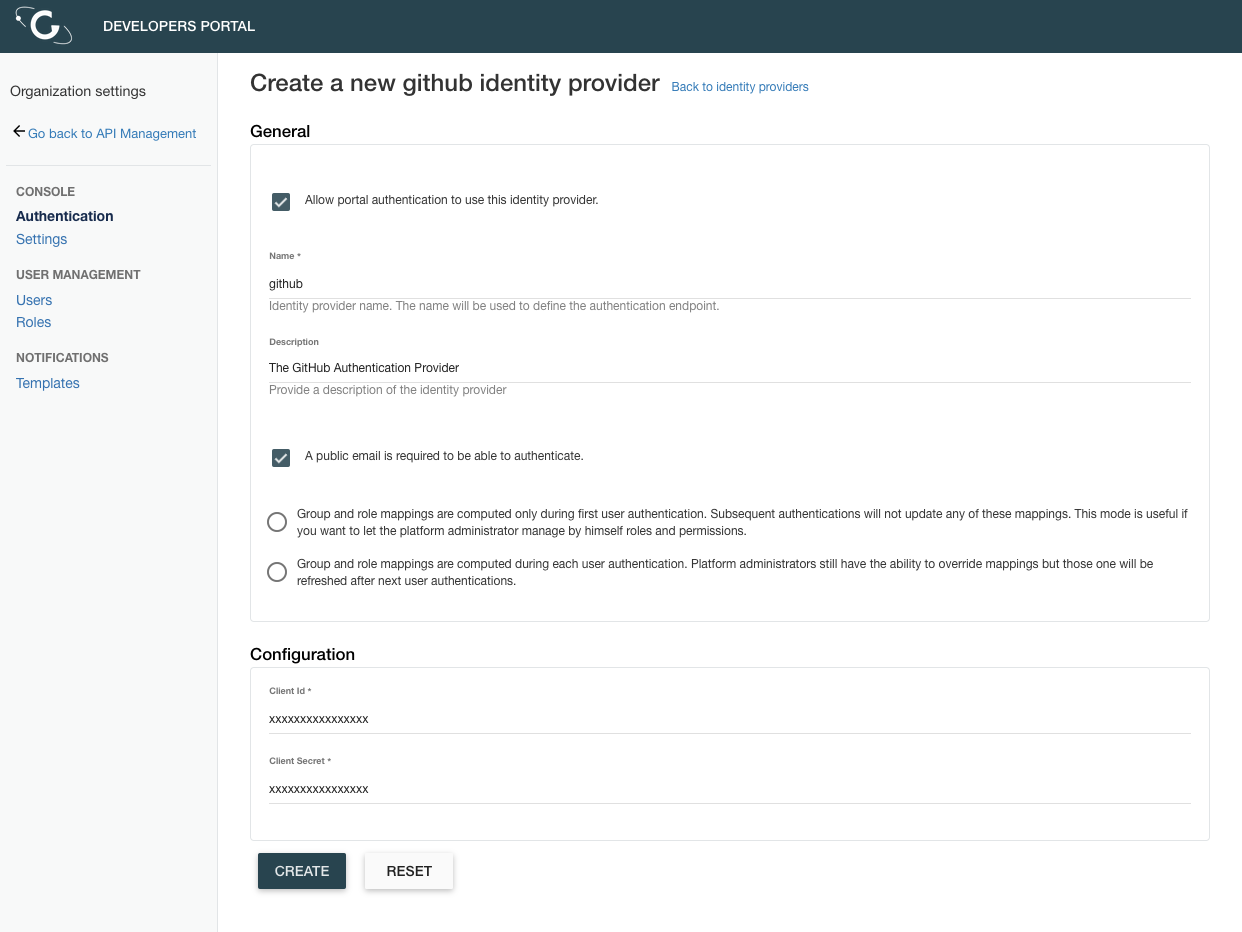 DEVELOPERS PORTAL
Organization settings
Go back to API Management
CONSOLE
Authentication
Settings
USER MANAGEMENT
Users
Roles
NOTIFICATIONS
Templates
Create a new github identity provider Back to identity providers
General
Allow portal authentication to use this identity provider.
Name *
github
Identity provider name. The name will be used to define the authentication endpoint.
Description
The GitHub Authentication Provider
Provide a description of the identity provider
A public email is required to be able to authenticate.
Group and role mappings are computed only during first user authentication. Subsequent authentications will not update any of these mappings. This mode is useful if
you want to let the platform administrator manage by himself roles and permissions.
Group and role mappings are computed during each user authentication. Platform administrators still have the ability to override mappings but those one will be
refreshed after next user authentications.
Configuration
Client Id *
xxxxxxxxxxxxxxxx
Client Secret *
xxxxxxxxxxxxxxxx
CREATE RESET